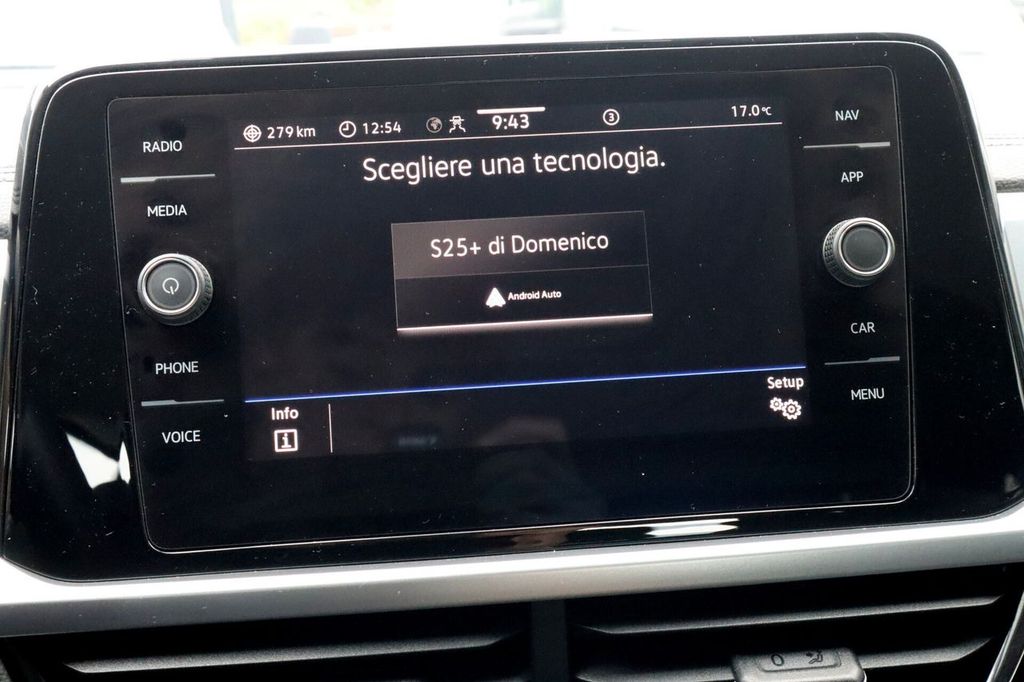 RADIO
MEDIA
PHONE
VOICE
279 km 12:54 9:43 3 17.0°C
Scegliere una tecnologia.
S25+ di Domenico
Android Auto
Info
i
Setup
NAV
APP
CAR
MENU
0